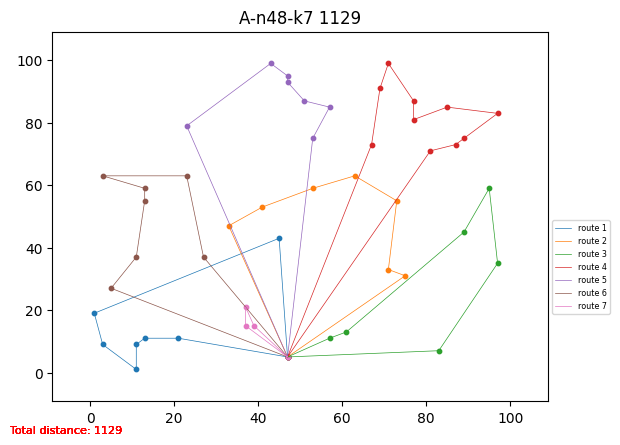 A-n48-k7 1129
100
80
60
40
20
0
0 20 40 60 80 100
route 1
route 2
route 3
route 4
route 5
route 6
route 7
Total distance: 1129